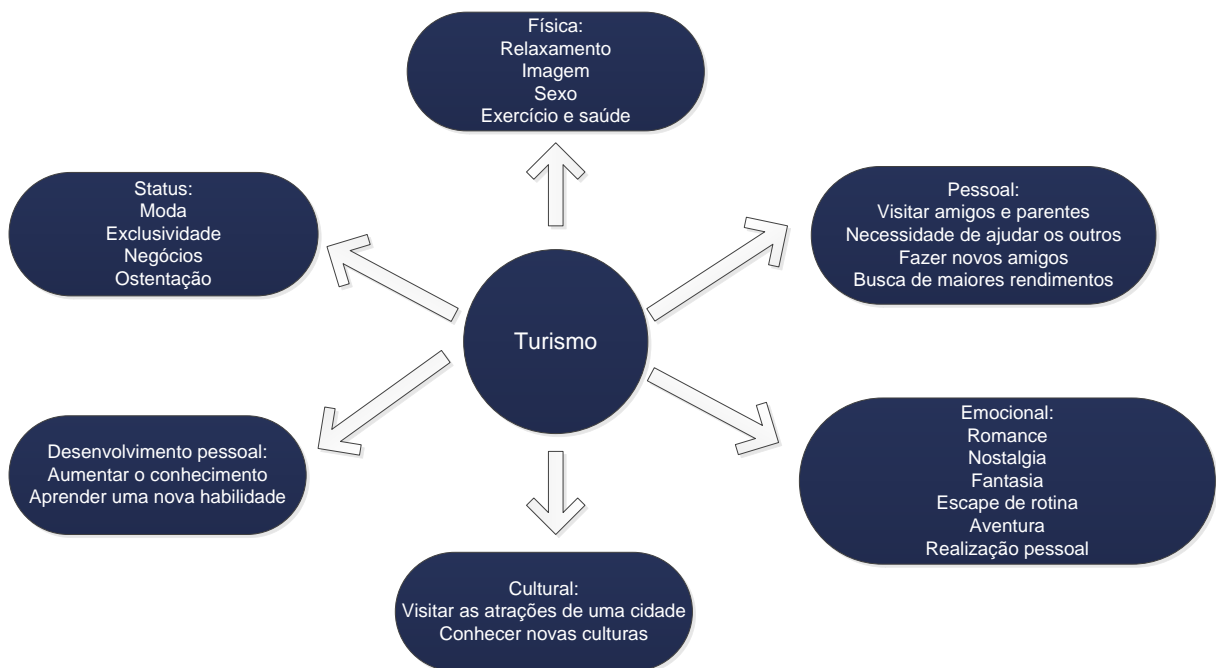 Física:
Relaxamento
Imagem
Sexo
Exercício e saúde
Status:
Moda
Exclusividade
Negócios
Ostentação
Pessoal:
Visitar amigos e parentes
Necessidade de ajudar os outros
Fazer novos amigos
Busca de maiores rendimentos
Turismo
Desenvolvimento pessoal:
Aumentar o conhecimento
Aprender uma nova habilidade
Emocional:
Romance
Nostalgia
Fantasia
Escape de rotina
Aventura
Realização pessoal
Cultural:
Visitar as atrações de uma cidade
Conhecer novas culturas